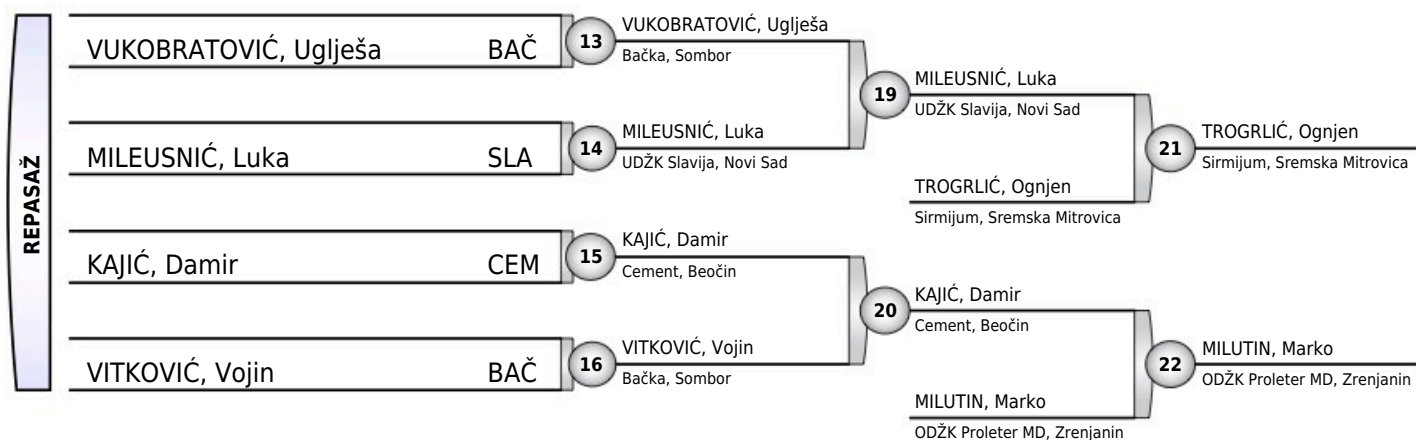 REPASAŽ
VUKOBRATOVIĆ, Uglješa BAČ
MILEUSNIĆ, Luka SLA
KAJIĆ, Damir CEM
VITKOVIĆ, Vojin BAČ
13
VUKOBRATOVIĆ, Uglješa
Bačka, Sombor
14
MILEUSNIĆ, Luka
UDŽK Slavija, Novi Sad
15
KAJIĆ, Damir
Cement, Beočin
16
VITKOVIĆ, Vojin
Bačka, Sombor
19
MILEUSNIĆ, Luka
UDŽK Slavija, Novi Sad
TROGRLIĆ, Ognjen
Sirmijum, Sremska Mitrovica
20
KAJIĆ, Damir
Cement, Beočin
MILUTIN, Marko
ODŽK Proleter MD, Zrenjanin
21
TROGRLIĆ, Ognjen
Sirmijum, Sremska Mitrovica
22
MILUTIN, Marko
ODŽK Proleter MD, Zrenjanin